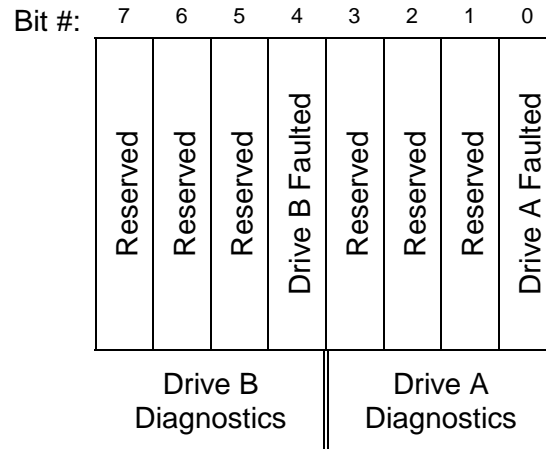 Bit #: 7 6 5 4 3 2 1 0
Reserved
Reserved
Reserved
Drive B Faulted
Reserved
Reserved
Reserved
Drive A Faulted
Drive B
Diagnostics
Drive A
Diagnostics